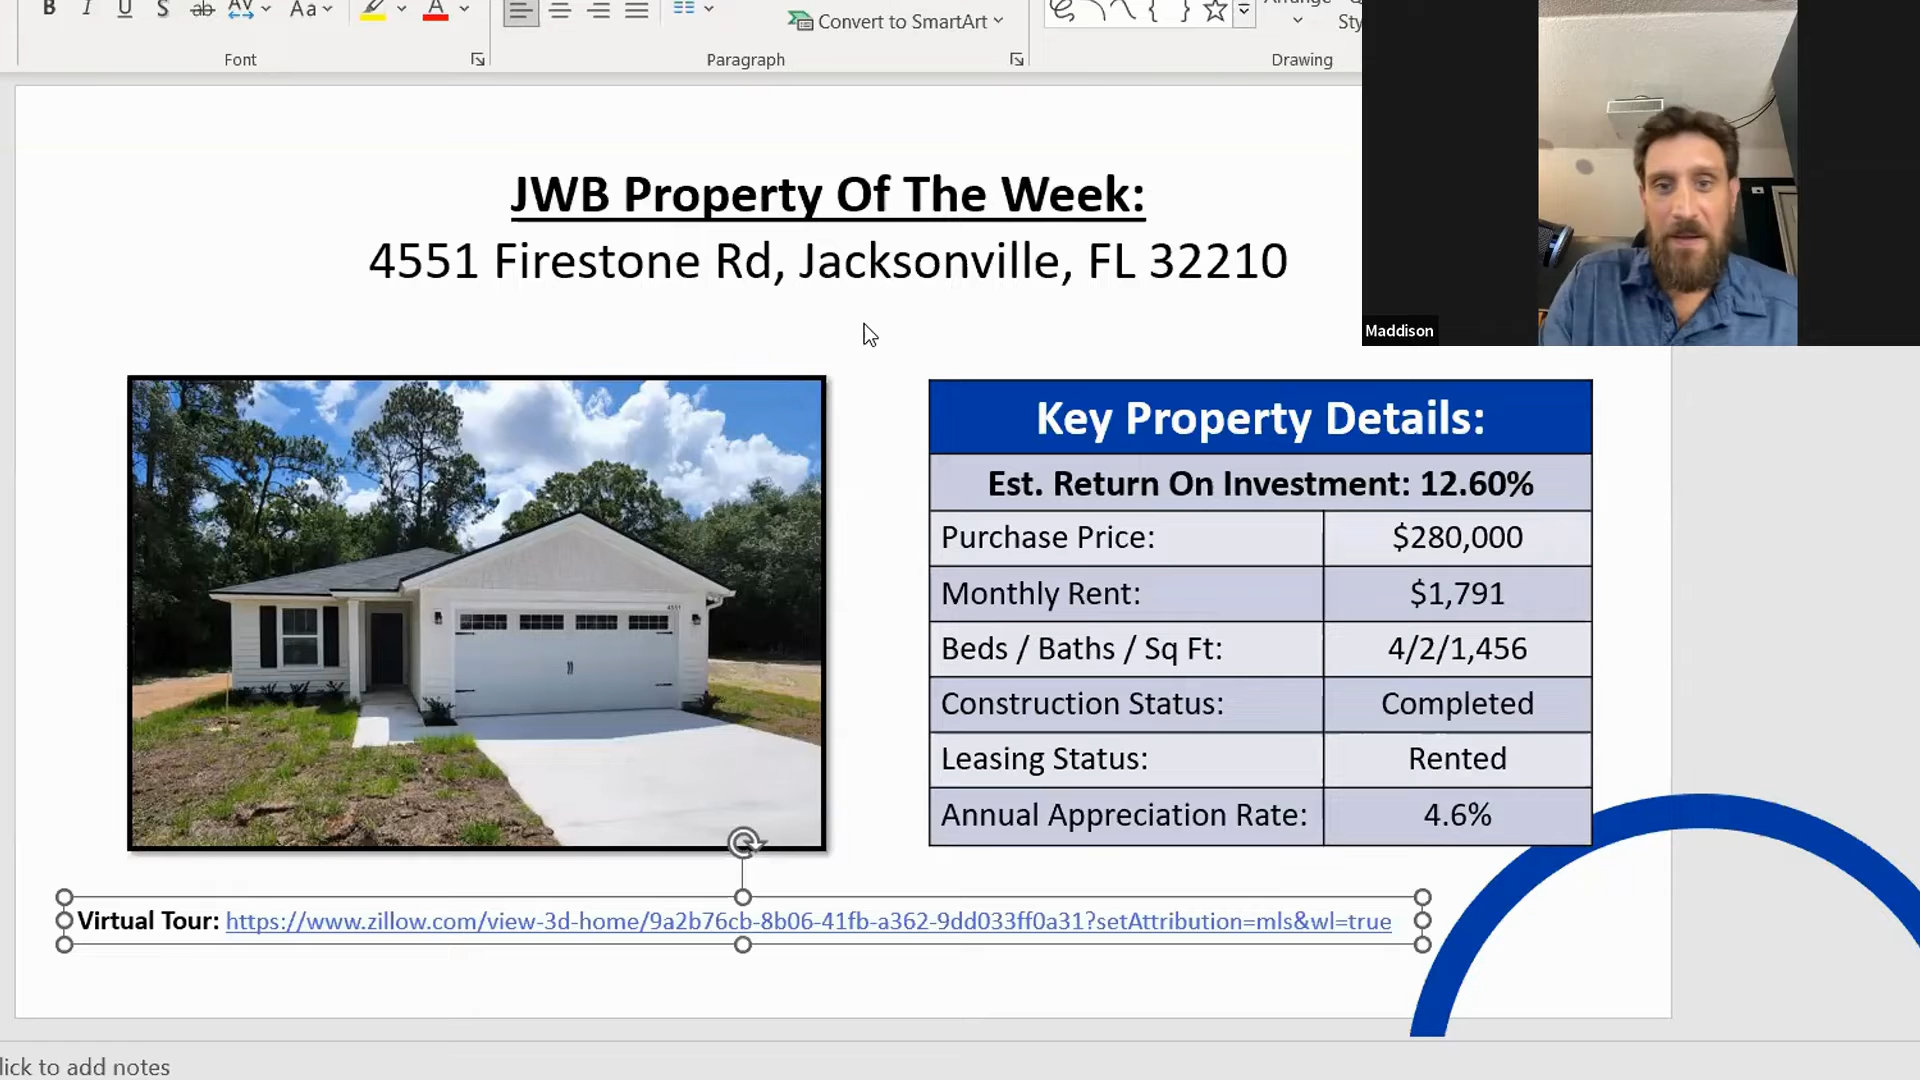 B I U S ab AV Aa A
Convert to SmartArt
Font
Paragraph
Drawing
JWB Property Of The Week:
4551 Firestone Rd, Jacksonville, FL 32210
Maddison
Key Property Details:
Est. Return On Investment: 12.60%
Purchase Price: $280,000
Monthly Rent: $1,791
Beds / Baths / Sq Ft: 4/2/1,456
Construction Status: Completed
Leasing Status: Rented
Annual Appreciation Rate: 4.6%
Virtual Tour: https://www.zillow.com/view-3d-home/9a2b76cb-8b06-41fb-a362-9dd033ff0a31?setAttribution=mls&wl=true
lick to add notes